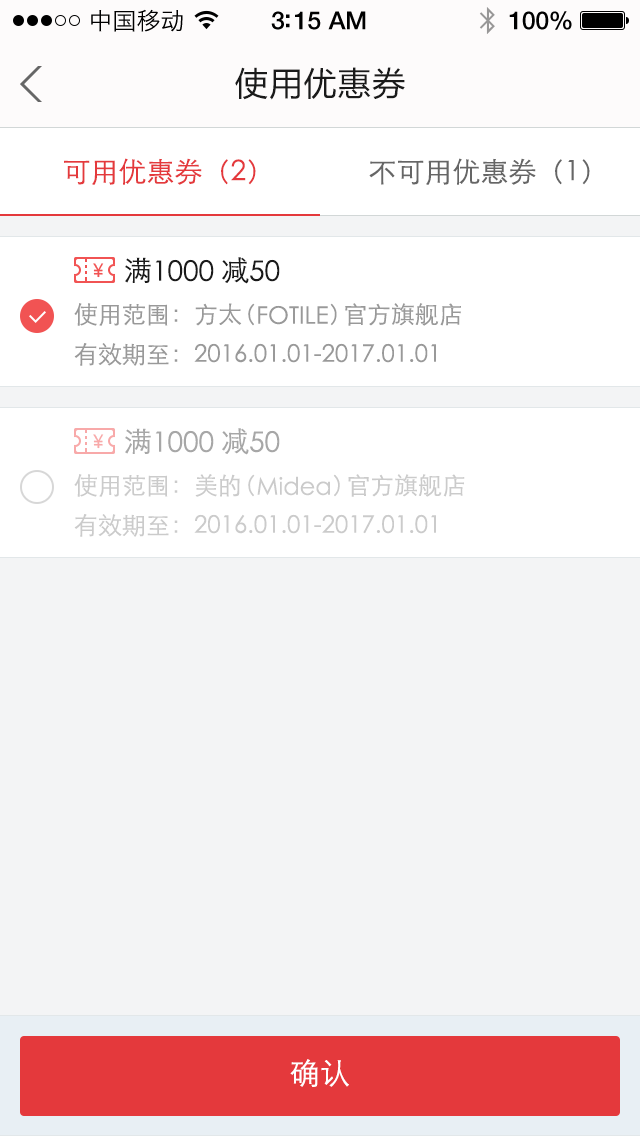 中国移动 3:15 AM 100%
使用优惠券
可用优惠券（2） 不可用优惠券（1）
¥ 满1000 减50
使用范围：方太（FOTILE）官方旗舰店
有效期至：2016.01.01-2017.01.01
¥ 满1000 减50
使用范围：美的（Midea）官方旗舰店
有效期至：2016.01.01-2017.01.01
确认